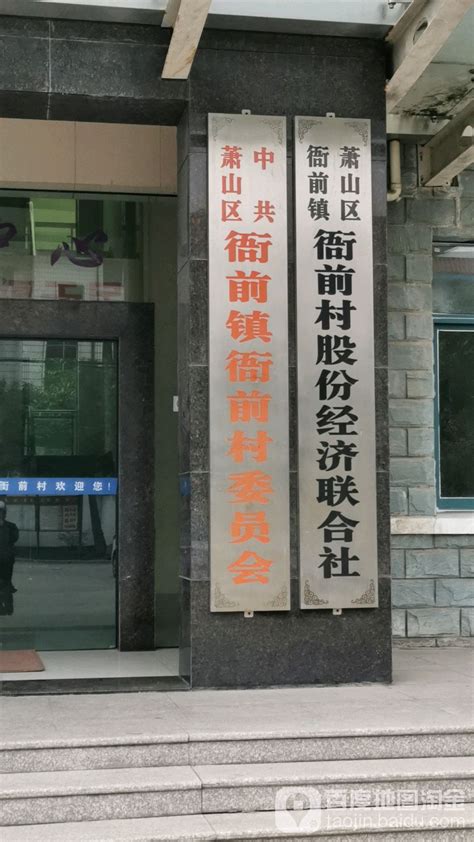 中共
萧山区
衙前镇衙前村委员会
萧山区
衙前镇
衙前村股份经济联合社
中心
衙前村欢迎您!
百度地图淘金
taojin.baidu.com